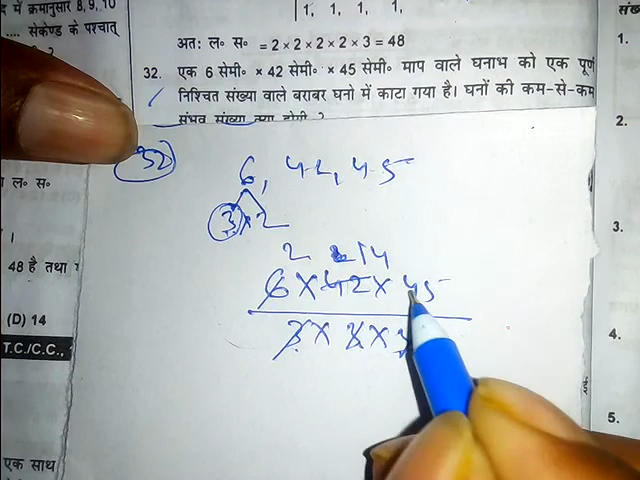 द में क्रमानुसार 8, 9, 10
.... सेकेण्ड के पश्चात्
1, 1, 1, 1,
अतः ल० स० = 2 × 2 × 2 × 2 × 3 = 48
32. एक 6 सेमी० × 42 सेमी० × 45 सेमी० माप वाले घनाभ को एक पूर्ण
निश्चित संख्या वाले बराबर घनो में काटा गया है। घनों की कम-से-कम
संभव संख्या क्या होगी ?
32
6, 42, 45
3 × 2
2 14
6 × 42 × 45
3 × 3 × 3
ल० स०
48 है तथा
(D) 14
T.C./C.C.,
एक साथ
संख
1.
2.
3.
4.
5.